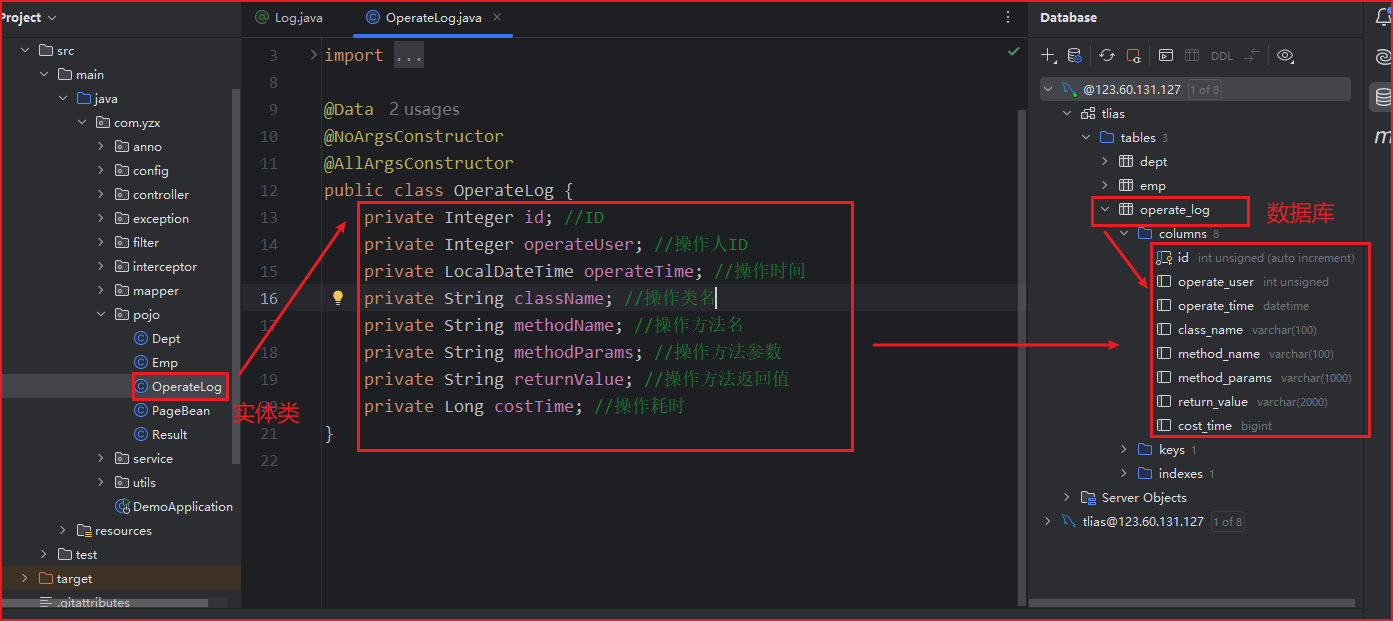 Project
src
main
java
com.yzx
anno
config
controller
exception
filter
interceptor
mapper
pojo
Dept
Emp
OperateLog
PageBean
Result
实体类
service
utils
DemoApplication
resources
test
target
.gitattributes
Log.java
OperateLog.java
3 import ...
8
9 @Data 2 usages
10 @NoArgsConstructor
11 @AllArgsConstructor
12 public class OperateLog {
13 private Integer id; //ID
14 private Integer operateUser; //操作人ID
15 private LocalDateTime operateTime; //操作时间
16 private String className; //操作类名
17 private String methodName; //操作方法名
18 private String methodParams; //操作方法参数
19 private String returnValue; //操作方法返回值
20 private Long costTime; //操作耗时
21 }
22
Database
DDL
@123.60.131.127 1 of 8
tlias
tables 3
dept
emp
operate_log
数据库
columns 8
id int unsigned (auto increment)
operate_user int unsigned
operate_time datetime
class_name varchar(100)
method_name varchar(100)
method_params varchar(1000)
return_value varchar(2000)
cost_time bigint
keys 1
indexes 1
Server Objects
tlias@123.60.131.127 1 of 8
m